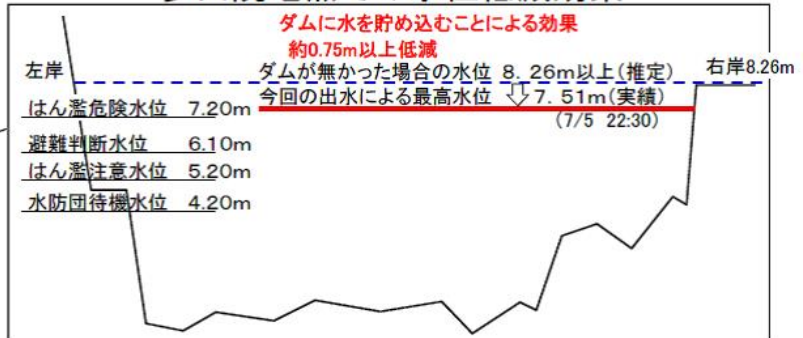 ダムに水を貯め込むことによる効果
約0.75m以上低減
左岸
ダムが無かった場合の水位 8.26m以上(推定)
右岸8.26m
はん濫危険水位 7.20m
今回の出水による最高水位 7.51m(実績)
(7/5 22:30)
避難判断水位 6.10m
はん濫注意水位 5.20m
水防団待機水位 4.20m